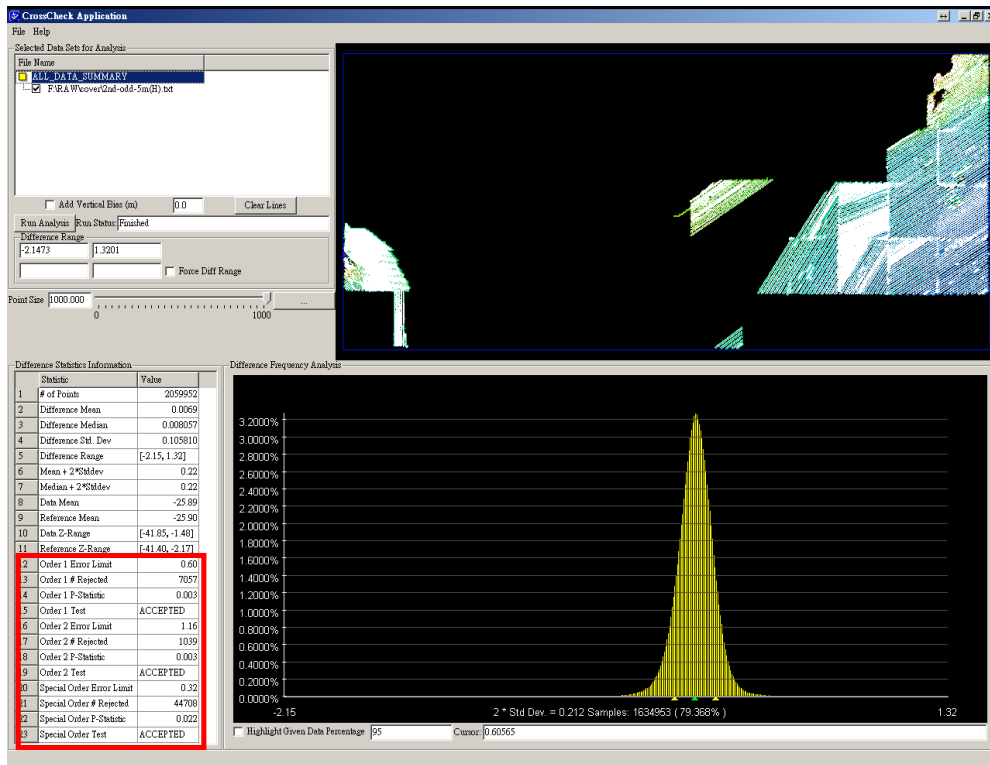 CrossCheck Application
File Help
Selected Data Sets for Analysis
File Name
ALL_DATA_SUMMARY
F:\RAW\cover\2nd-odd-5m(H).txt
Add Vertical Bias (m) 0.0 Clear Lines
Run Analysis Run Status: Finished
Difference Range
-2.1473 1.3201
Force Diff Range
Point Size 1000.000 ...
0 1000
Difference Statistics Information
Statistic Value
1 # of Points 2059952
2 Difference Mean 0.0069
3 Difference Median 0.008057
4 Difference Std. Dev 0.105810
5 Difference Range [-2.15, 1.32]
6 Mean + 2*Stddev 0.22
7 Median + 2*Stddev 0.22
8 Data Mean -25.89
9 Reference Mean -25.90
10 Data Z-Range [-41.85, -1.48]
11 Reference Z-Range [-41.40, -2.17]
12 Order 1 Error Limit 0.60
13 Order 1 # Rejected 7057
14 Order 1 P-Statistic 0.003
15 Order 1 Test ACCEPTED
16 Order 2 Error Limit 1.16
17 Order 2 # Rejected 1039
18 Order 2 P-Statistic 0.003
19 Order 2 Test ACCEPTED
20 Special Order Error Limit 0.32
21 Special Order # Rejected 44708
22 Special Order P-Statistic 0.022
23 Special Order Test ACCEPTED
Difference Frequency Analysis
3.2000%
3.0000%
2.8000%
2.6000%
2.4000%
2.2000%
2.0000%
1.8000%
1.6000%
1.4000%
1.2000%
1.0000%
0.8000%
0.6000%
0.4000%
0.2000%
0.0000%
-2.15 2 * Std Dev. = 0.212 Samples: 1634953 ( 79.368% ) 1.32
Highlight Given Data Percentage 95 Cursor: 0.60565